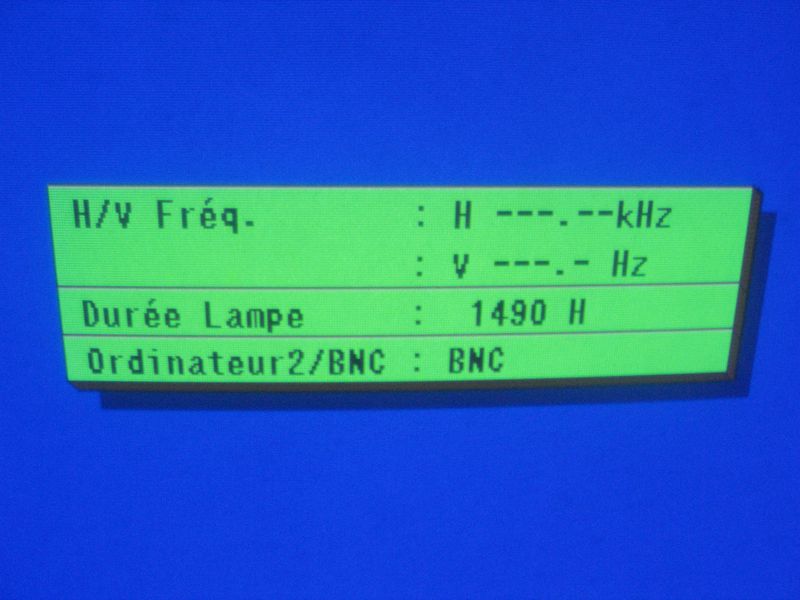 H/V Fréq. : H ---.--kHz
: V ---.- Hz
Durée Lampe : 1490 H
Ordinateur2/BNC : BNC